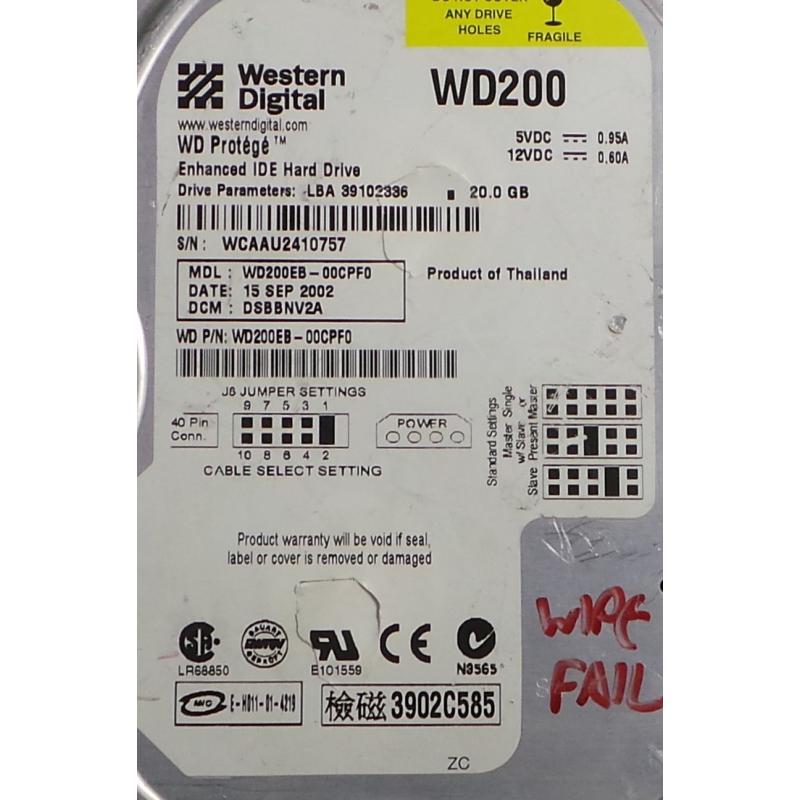 ANY DRIVE
HOLES
FRAGILE
Western
Digital
WD200
www.westerndigital.com
WD Protégé™
Enhanced IDE Hard Drive
5VDC 0.95A
12VDC 0.60A
Drive Parameters: LBA 39102336 ■ 20.0 GB
S/N: WCAAU2410757
MDL: WD200EB-00CPF0
DATE: 15 SEP 2002
DCM: DSBBNV2A
Product of Thailand
WD P/N: WD200EB-00CPF0
J8 JUMPER SETTINGS
9 7 5 3 1
40 Pin
Conn.
10 8 6 4 2
CABLE SELECT SETTING
POWER
Standard Settings
Master Single
w/ Slave or
Slave Present Master
Product warranty will be void if seal,
label or cover is removed or damaged
LR68850
E101559
CE
N3565
MIC E-H011-01-4219
檢磁 3902C585
ZC
WIPE
FAIL